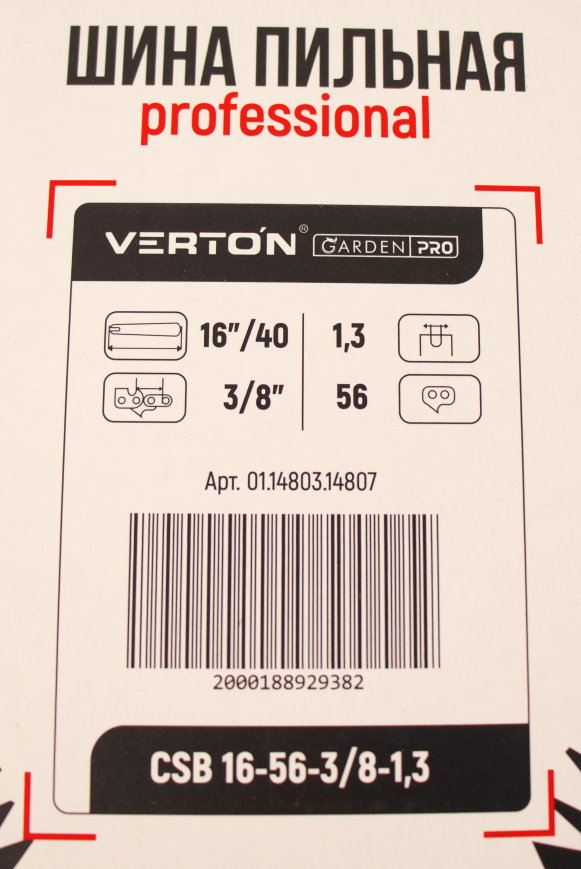 ШИНА ПИЛЬНАЯ
professional
VERTON® GARDEN PRO
16"/40 1,3
3/8" 56
Арт. 01.14803.14807
2000188929382
CSB 16-56-3/8-1,3